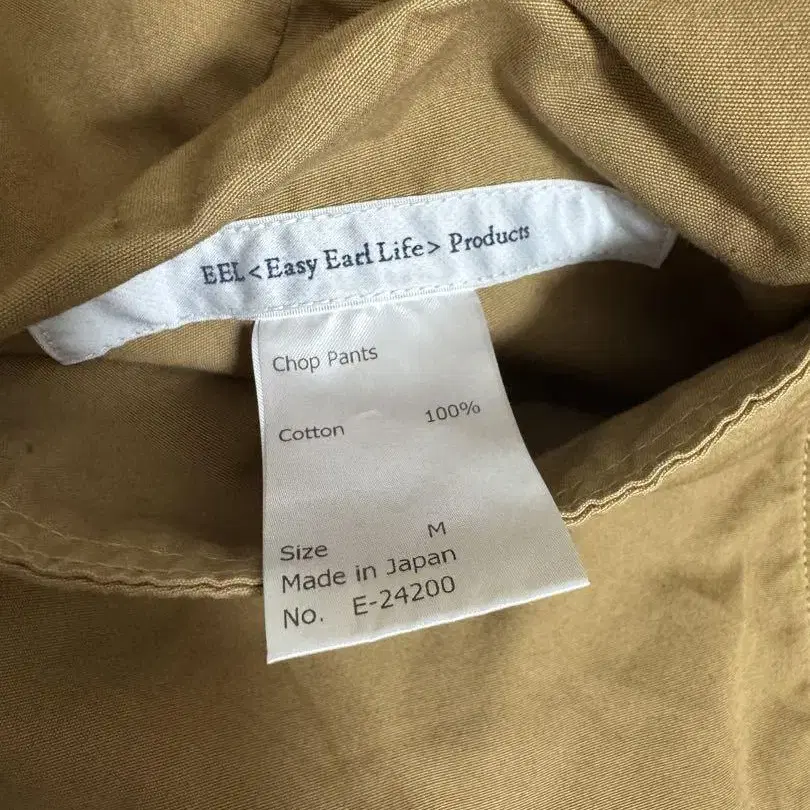 EEL <Easy Earl Life> Products
Chop Pants
Cotton 100%
Size M
Made in Japan
No. E-24200